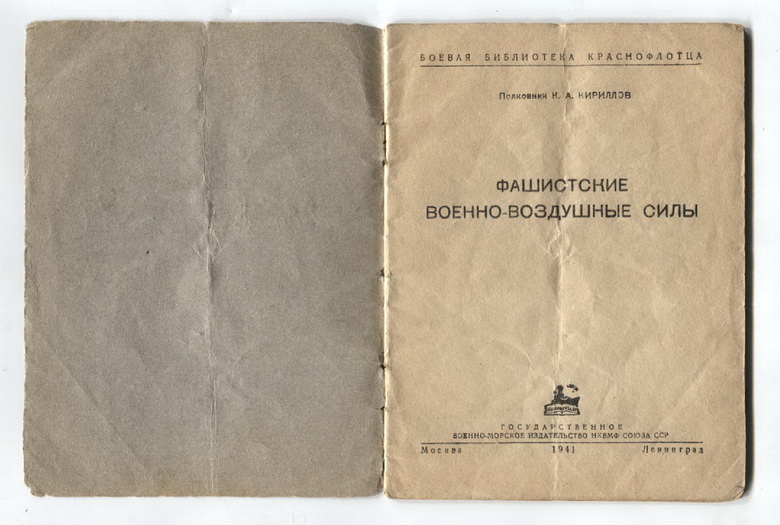 БОЕВАЯ БИБЛИОТЕКА КРАСНОФЛОТЦА
Полковник К. А. КИРИЛЛОВ
ФАШИСТСКИЕ
ВОЕННО-ВОЗДУШНЫЕ СИЛЫ
ГОСУДАРСТВЕННОЕ
ВОЕННО-МОРСКОЕ ИЗДАТЕЛЬСТВО НКВМФ СОЮЗА ССР
Москва 1941 Ленинград